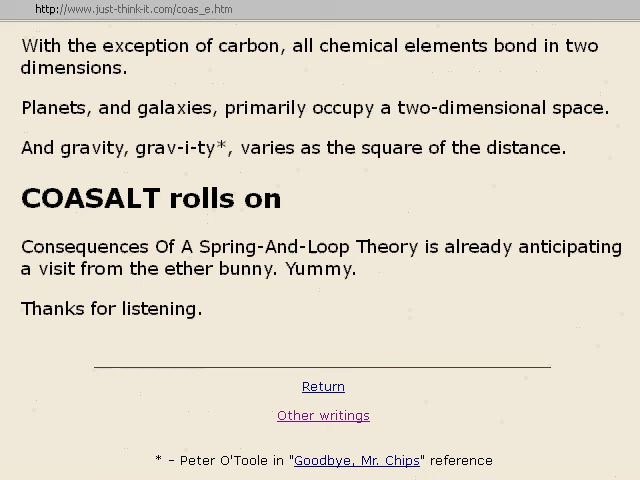 http://www.just-think-it.com/coas_e.htm
With the exception of carbon, all chemical elements bond in two
dimensions.
Planets, and galaxies, primarily occupy a two-dimensional space.
And gravity, grav-i-ty*, varies as the square of the distance.
COASALT rolls on
Consequences Of A Spring-And-Loop Theory is already anticipating
a visit from the ether bunny. Yummy.
Thanks for listening.
Return
Other writings
* - Peter O'Toole in "Goodbye, Mr. Chips" reference